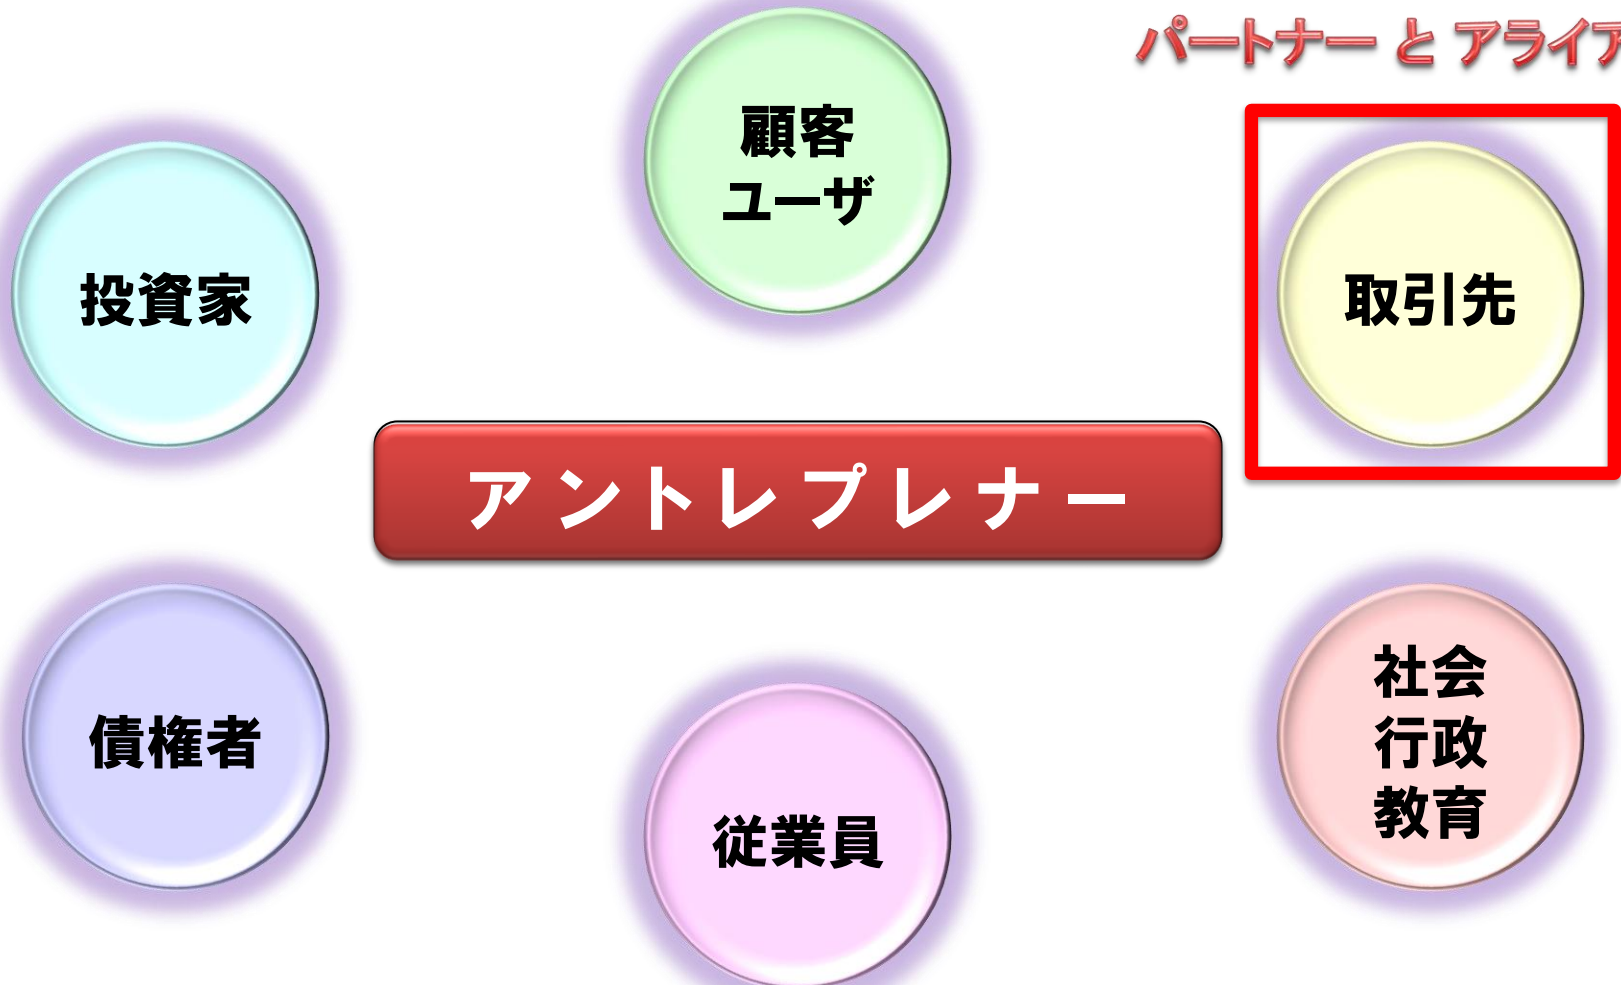 パートナー と アライア
顧客
ユーザ
投資家
取引先
アントレプレナー
債権者
従業員
社会
行政
教育